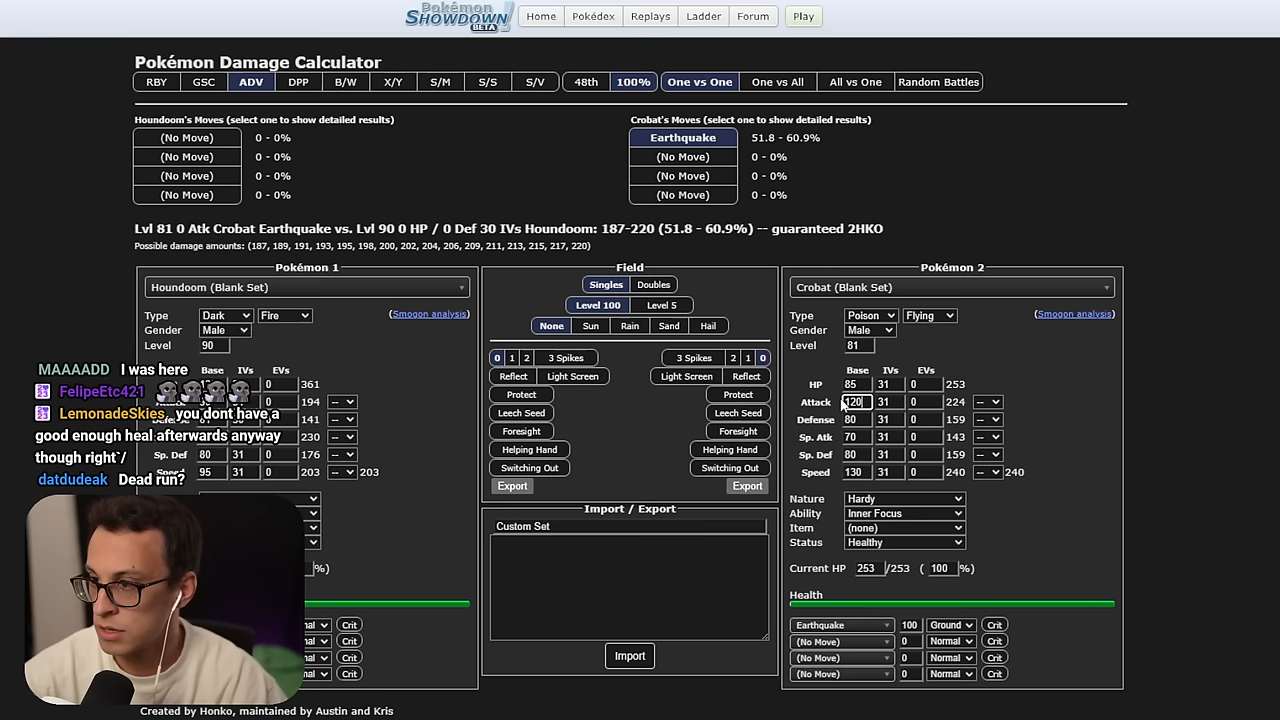 Pokémon
SHOWDOWN!
BETA
Home Pokédex Replays Ladder Forum Play
Pokémon Damage Calculator
RBY GSC ADV DPP B/W X/Y S/M S/S S/V 48th 100% One vs One One vs All All vs One Random Battles
Houndoom's Moves (select one to show detailed results)
(No Move) 0 - 0%
(No Move) 0 - 0%
(No Move) 0 - 0%
(No Move) 0 - 0%
Crobat's Moves (select one to show detailed results)
Earthquake 51.8 - 60.9%
(No Move) 0 - 0%
(No Move) 0 - 0%
(No Move) 0 - 0%
Lvl 81 0 Atk Crobat Earthquake vs. Lvl 90 0 HP / 0 Def 30 IVs Houndoom: 187-220 (51.8 - 60.9%) -- guaranteed 2HKO
Possible damage amounts: (187, 189, 191, 193, 195, 198, 200, 202, 204, 206, 209, 211, 213, 215, 217, 220)
Pokémon 1
Houndoom (Blank Set)
Type Dark Fire (Smogon analysis)
Gender Male
Level 90
Base IVs EVs
0 361
0 194 --
0 141 --
0 230 --
Sp. Def 80 31 0 176 --
Speed 95 31 0 203 -- 203
%)
Crit
Crit
Crit
Crit
MAAAADD I was here
FelipeEtc421
LemonadeSkies, you dont have a
good enough heal afterwards anyway
though right`/
datdudeak Dead run?
Field
Singles Doubles
Level 100 Level 5
None Sun Rain Sand Hail
0 1 2 3 Spikes 3 Spikes 2 1 0
Reflect Light Screen Light Screen Reflect
Protect Protect
Leech Seed Leech Seed
Foresight Foresight
Helping Hand Helping Hand
Switching Out Switching Out
Export Export
Import / Export
Custom Set
Import
Pokémon 2
Crobat (Blank Set)
Type Poison Flying (Smogon analysis)
Gender Male
Level 81
Base IVs EVs
HP 85 31 0 253
Attack 120 31 0 224 --
Defense 80 31 0 159 --
Sp. Atk 70 31 0 143 --
Sp. Def 80 31 0 159 --
Speed 130 31 0 240 -- 240
Nature Hardy
Ability Inner Focus
Item (none)
Status Healthy
Current HP 253 /253 ( 100 %)
Health
Earthquake 100 Ground Crit
(No Move) 0 Normal Crit
(No Move) 0 Normal Crit
(No Move) 0 Normal Crit
Created by Honko, maintained by Austin and Kris